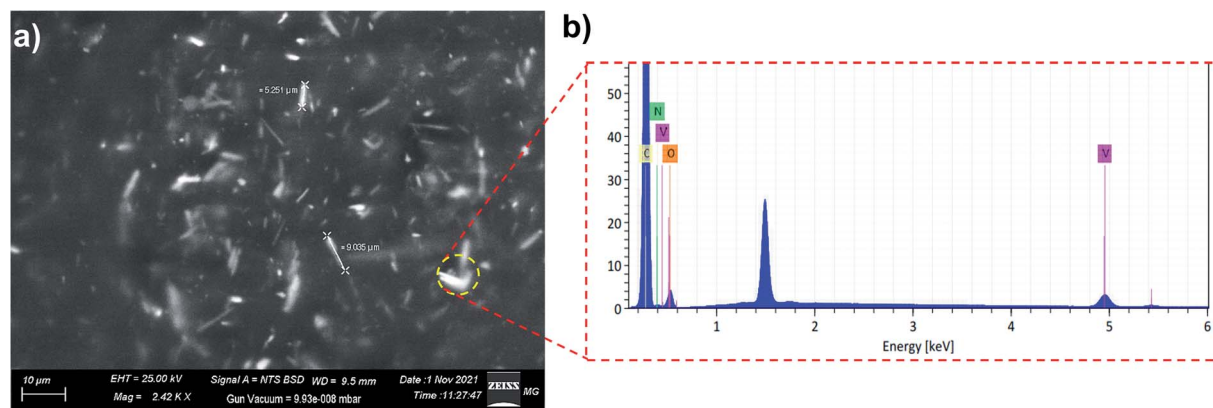 a)
= 5.251 µm
= 9.035 µm
10 µm
EHT = 25.00 kV
Signal A = NTS BSD
WD = 9.5 mm
Date :1 Nov 2021
Mag = 2.42 K X
Gun Vacuum = 9.93e-008 mbar
Time :11:27:47
ZEISS
MG
b)
50
40
30
20
10
0
N
V
C
O
V
1
2
3
4
5
6
Energy [keV]